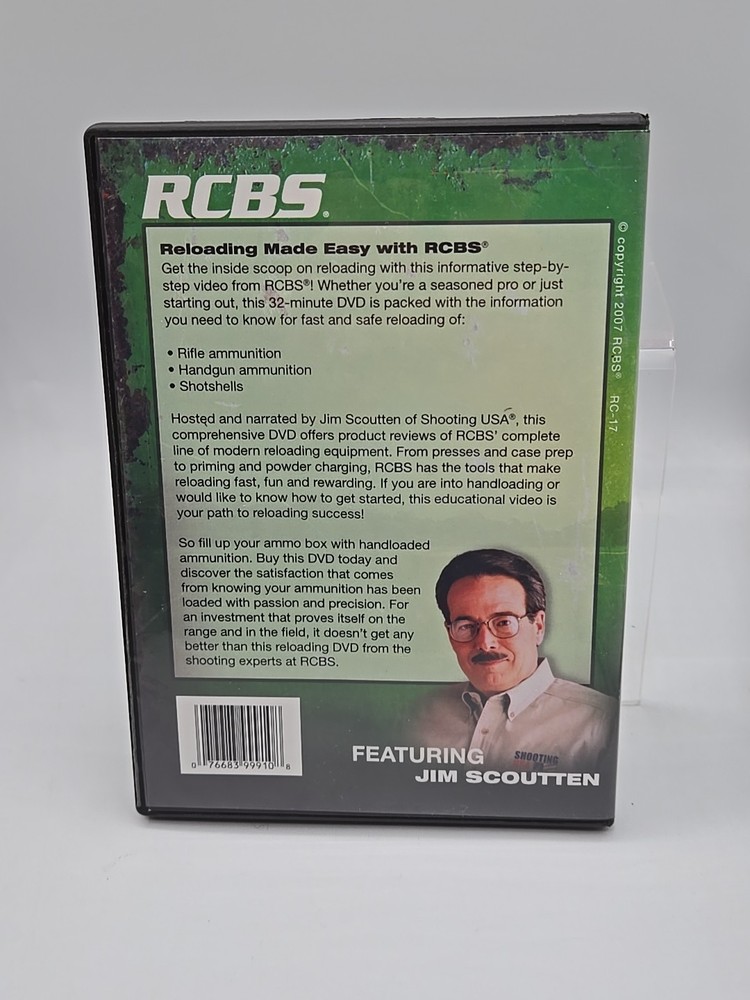 RCBS®
Reloading Made Easy with RCBS®
Get the inside scoop on reloading with this informative step-by-
step video from RCBS®! Whether you're a seasoned pro or just
starting out, this 32-minute DVD is packed with the information
you need to know for fast and safe reloading of:
• Rifle ammunition
• Handgun ammunition
• Shotshells
Hosted and narrated by Jim Scoutten of Shooting USA®, this
comprehensive DVD offers product reviews of RCBS' complete
line of modern reloading equipment. From presses and case prep
to priming and powder charging, RCBS has the tools that make
reloading fast, fun and rewarding. If you are into handloading or
would like to know how to get started, this educational video is
your path to reloading success!
So fill up your ammo box with handloaded
ammunition. Buy this DVD today and
discover the satisfaction that comes
from knowing your ammunition has been
loaded with passion and precision. For
an investment that proves itself on the
range and in the field, it doesn't get any
better than this reloading DVD from the
shooting experts at RCBS.
© copyright 2007 RCBS® RC-17
0 76683 99910 8
SHOOTING
FEATURING
JIM SCOUTTEN